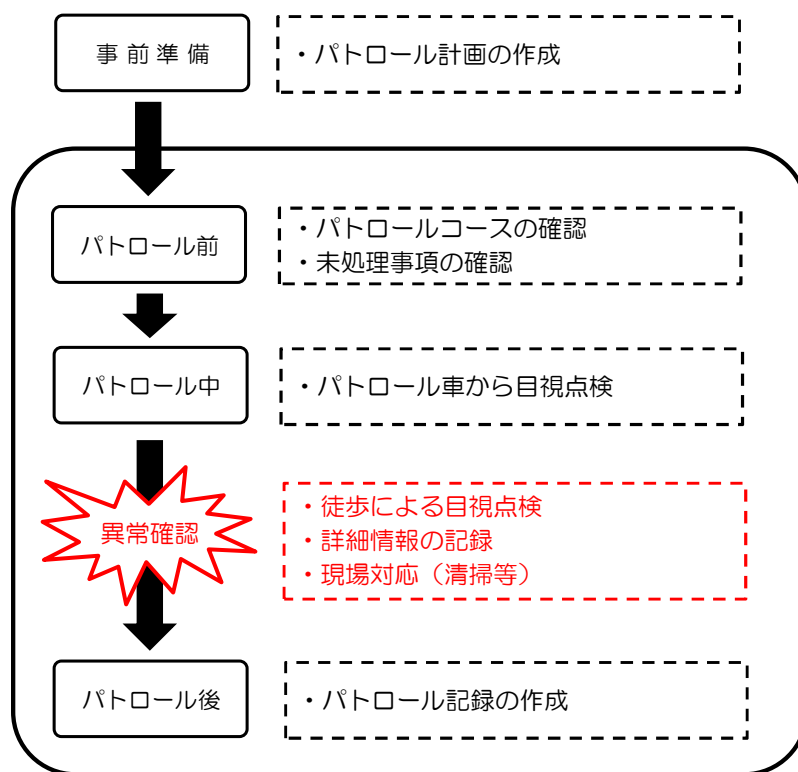 事前準備
・パトロール計画の作成
パトロール前
・パトロールコースの確認
・未処理事項の確認
パトロール中
・パトロール車から目視点検
異常確認
・徒歩による目視点検
・詳細情報の記録
・現場対応（清掃等）
パトロール後
・パトロール記録の作成